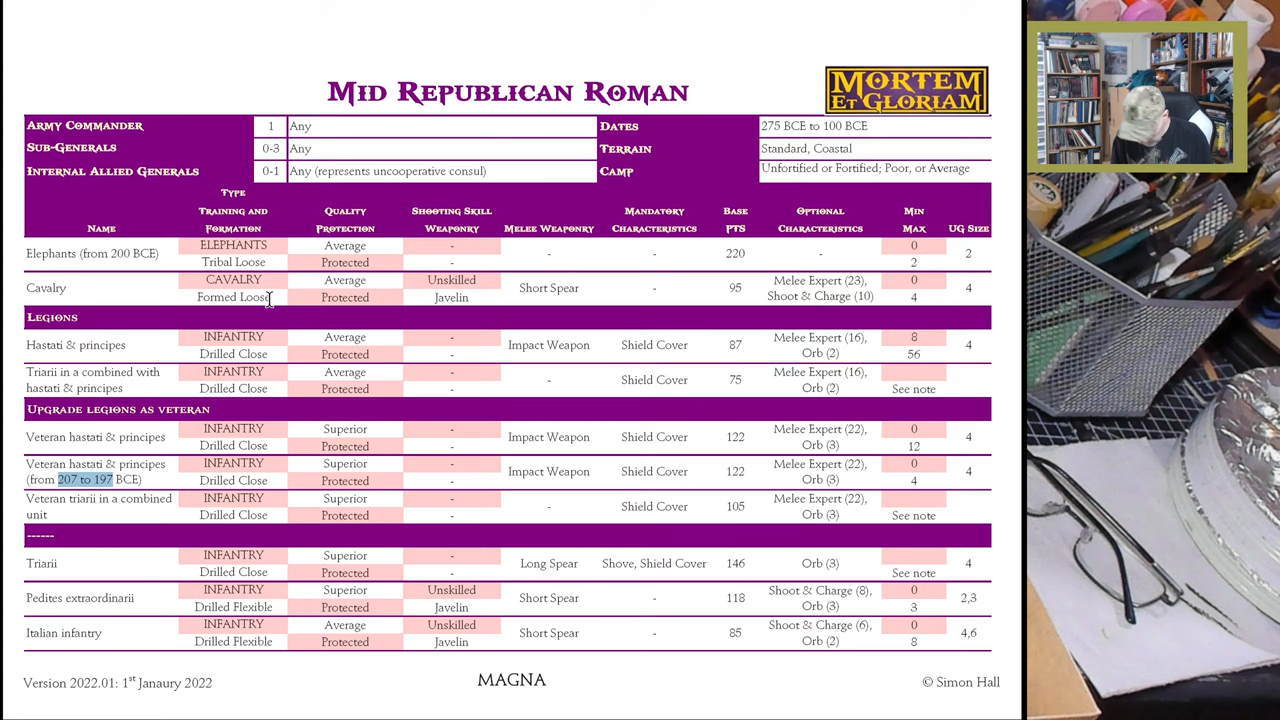 MID REPUBLICAN ROMAN
MORTEM
ET GLORIAM
ARMY COMMANDER 1 Any DATES 275 BCE to 100 BCE
SUB-GENERALS 0-3 Any TERRAIN Standard, Coastal
INTERNAL ALLIED GENERALS 0-1 Any (represents uncooperative consul) CAMP Unfortified or Fortified; Poor, or Average
TYPE
TRAINING AND QUALITY SHOOTING SKILL MANDATORY BASE OPTIONAL MIN
NAME FORMATION PROTECTION WEAPONRY MELEE WEAPONRY CHARACTERISTICS PTS CHARACTERISTICS MAX UG SIZE
ELEPHANTS Average - 0
Elephants (from 200 BCE) - - 220 - 2
Tribal Loose Protected - 2
CAVALRY Average Unskilled Melee Expert (23), 0
Cavalry Short Spear - 95 4
Formed Loose Protected Javelin Shoot & Charge (10) 4
LEGIONS
INFANTRY Average - Melee Expert (16), 8
Hastati & principes Impact Weapon Shield Cover 87 4
Drilled Close Protected - Orb (2) 56
Triarii in a combined with INFANTRY Average - Melee Expert (16),
- Shield Cover 75
hastati & principes Drilled Close Protected - Orb (2) See note
UPGRADE LEGIONS AS VETERAN
INFANTRY Superior - Melee Expert (22), 0
Veteran hastati & principes Impact Weapon Shield Cover 122 4
Drilled Close Protected - Orb (3) 12
Veteran hastati & principes INFANTRY Superior - Melee Expert (22), 0
Impact Weapon Shield Cover 122 4
(from 207 to 197 BCE) Drilled Close Protected - Orb (3) 4
Veteran triarii in a combined INFANTRY Superior - Melee Expert (22),
- Shield Cover 105
unit Drilled Close Protected - Orb (3) See note
------
INFANTRY Superior -
Triarii Long Spear Shove, Shield Cover 146 Orb (3) 4
Drilled Close Protected - See note
INFANTRY Superior Unskilled Shoot & Charge (8), 0
Pedites extraordinarii Short Spear - 118 2,3
Drilled Flexible Protected Javelin Orb (3) 3
INFANTRY Average Unskilled Shoot & Charge (6), 0
Italian infantry Short Spear - 85 4,6
Drilled Flexible Protected Javelin Orb (2) 8
Version 2022.01: 1st Janaury 2022 MAGNA © Simon Hall